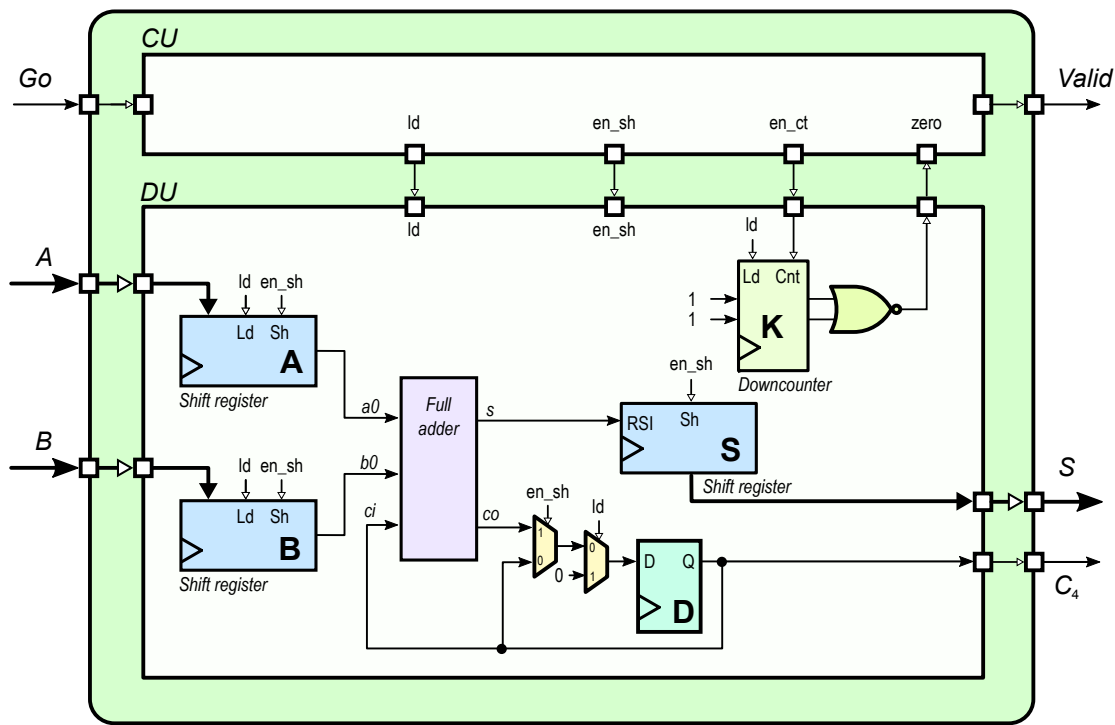 CU
Go
Valid
ld
en_sh
en_ct
zero
DU
ld
en_sh
A
ld
ld en_sh
Ld Cnt
1
1
K
Ld Sh
A
Shift register
Downcounter
en_sh
a0
Full
adder
s
RSI
Sh
S
Shift register
B
ld en_sh
b0
S
Ld Sh
B
Shift register
ci
co
en_sh
ld
1
0
0
1
0
D Q
D
C4